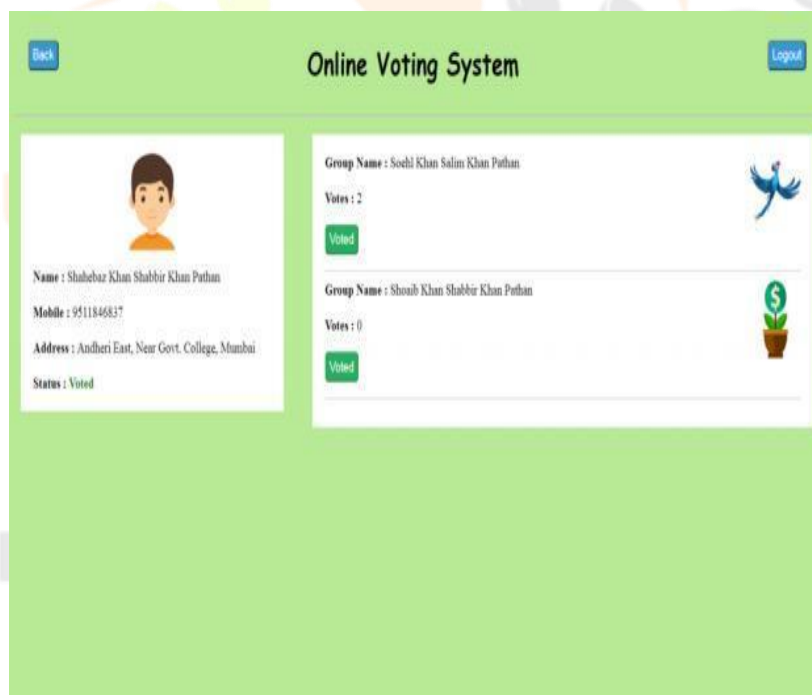 Back
Online Voting System
Logout
Name : Shahebaz Khan Shabbir Khan Pathan
Mobile : 9511846837
Address : Andheri East, Near Govt. College, Mumbai
Status : Voted
Group Name : Soehl Khan Salim Khan Pathan
Votes : 2
Voted
Group Name : Shoaib Khan Shabbir Khan Pathan
Votes : 0
Voted
$